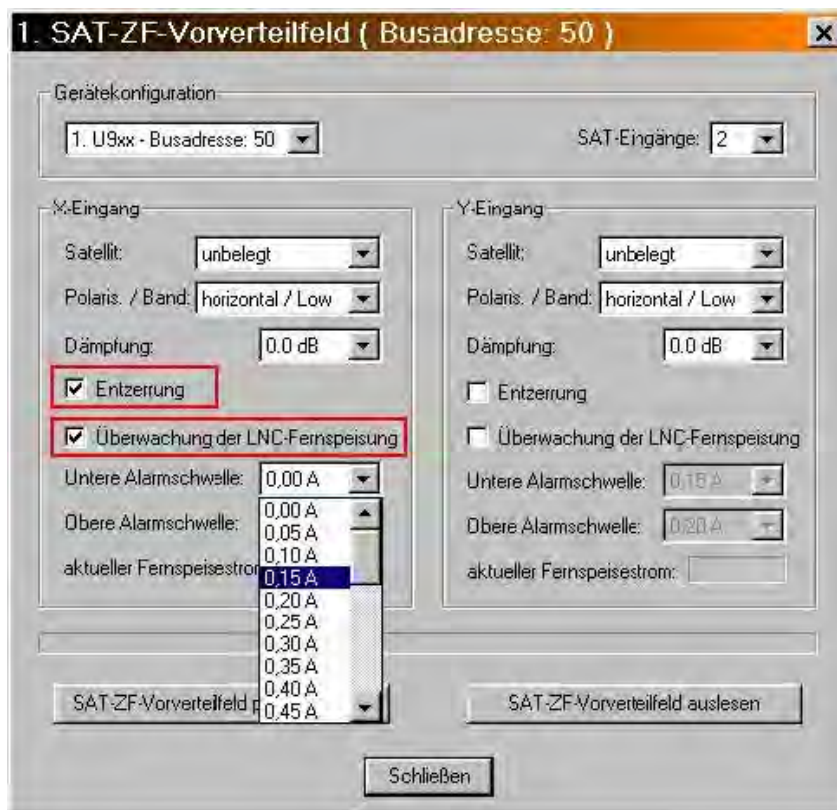 1. SAT-ZF-Vorverteilfeld ( Busadresse: 50 )
Gerätekonfiguration
1. U9xx - Busadresse: 50
SAT-Eingänge: 2
X-Eingang
Satellit: unbelegt
Polaris. / Band: horizontal / Low
Dämpfung: 0.0 dB
Entzerrung
Überwachung der LNC-Fernspeisung
Untere Alarmschwelle: 0,00 A
Obere Alarmschwelle:
aktueller Fernspeisestrom
0,00 A
0,05 A
0,10 A
0,15 A
0,20 A
0,25 A
0,30 A
0,35 A
0,40 A
0,45 A
Y-Eingang
Satellit: unbelegt
Polaris. / Band: horizontal / Low
Dämpfung: 0.0 dB
Entzerrung
Überwachung der LNC-Fernspeisung
Untere Alarmschwelle: 0,15 A
Obere Alarmschwelle: 0,20 A
aktueller Fernspeisestrom:
SAT-ZF-Vorverteilfeld
SAT-ZF-Vorverteilfeld auslesen
Schließen